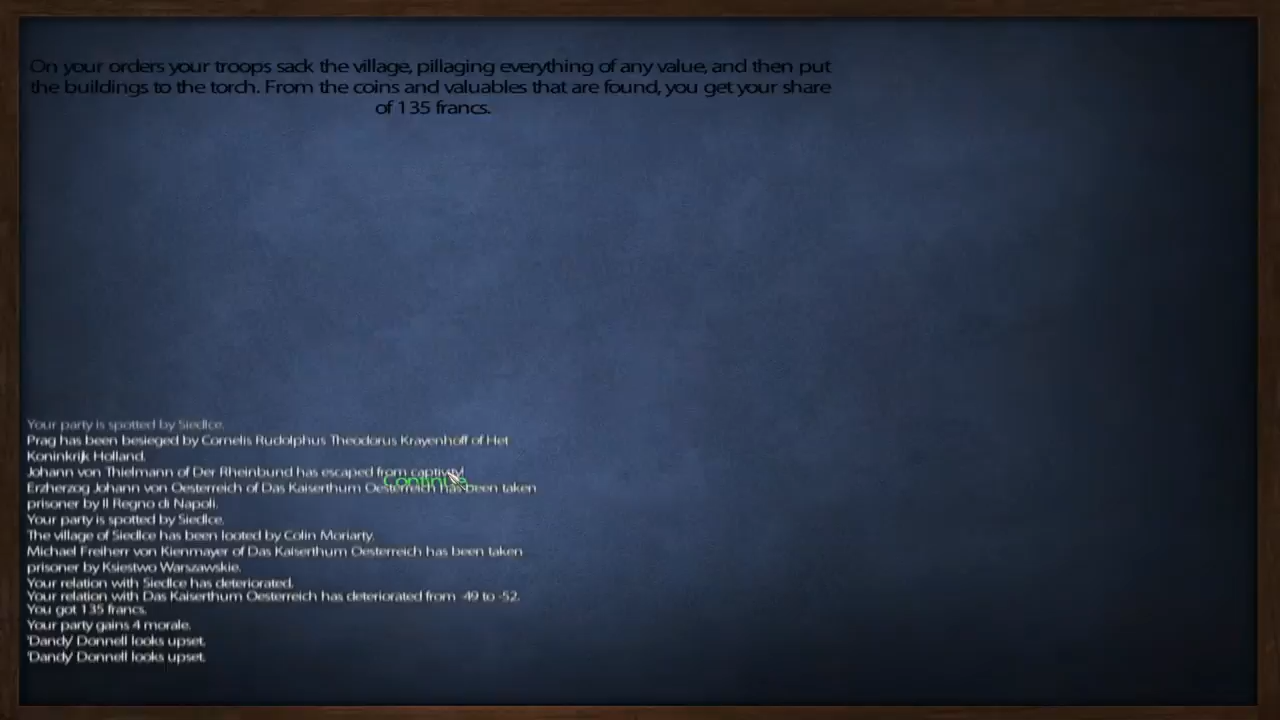 On your orders your troops sack the village, pillaging everything of any value, and then put
the buildings to the torch. From the coins and valuables that are found, you get your share
of 135 francs.
Your party is spotted by Siedlce.
Prag has been besieged by Cornelis Rudolphus Theodorus Krayenhoff of Het
Koninkrijk Holland.
Johann von Thielmann of Der Rheinbund has escaped from captivity!
Continue
Erzherzog Johann von Oesterreich of Das Kaiserthum Oesterreich has been taken
prisoner by Il Regno di Napoli.
Your party is spotted by Siedlce.
The village of Siedlce has been looted by Colin Moriarty.
Michael Freiherr von Kienmayer of Das Kaiserthum Oesterreich has been taken
prisoner by Ksiestwo Warszawskie.
Your relation with Siedlce has deteriorated.
Your relation with Das Kaiserthum Oesterreich has deteriorated from -49 to -52.
You got 135 francs.
Your party gains 4 morale.
'Dandy' Donnell looks upset.
'Dandy' Donnell looks upset.